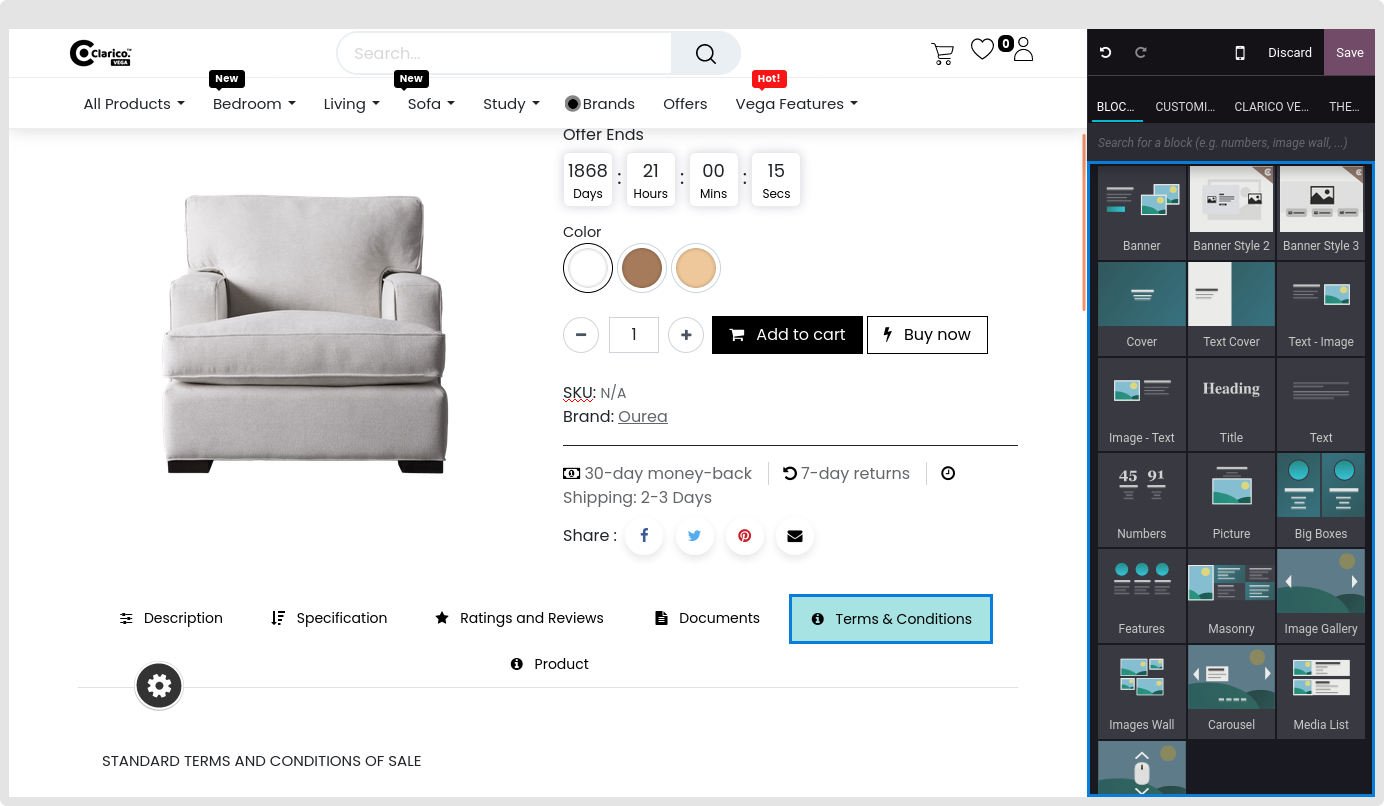 Clarico.™
VEGA
Search...
0
Discard
Save
New
New
Hot!
All Products
Bedroom
Living
Sofa
Study
Brands
Offers
Vega Features
BLOC...
CUSTOMI...
CLARICO VE...
THE...
Search for a block (e.g. numbers, image wall, ...)
Offer Ends
1868 : 21 : 00 : 15
Days Hours Mins Secs
Color
1
Add to cart
Buy now
SKU: N/A
Brand: Ourea
30-day money-back
7-day returns
Shipping: 2-3 Days
Share :
Description
Specification
Ratings and Reviews
Documents
Terms & Conditions
Product
STANDARD TERMS AND CONDITIONS OF SALE
Banner
Banner Style 2
Banner Style 3
Cover
Text Cover
Text - Image
Heading
Image - Text
Title
Text
45 91
Numbers
Picture
Big Boxes
Features
Masonry
Image Gallery
Images Wall
Carousel
Media List